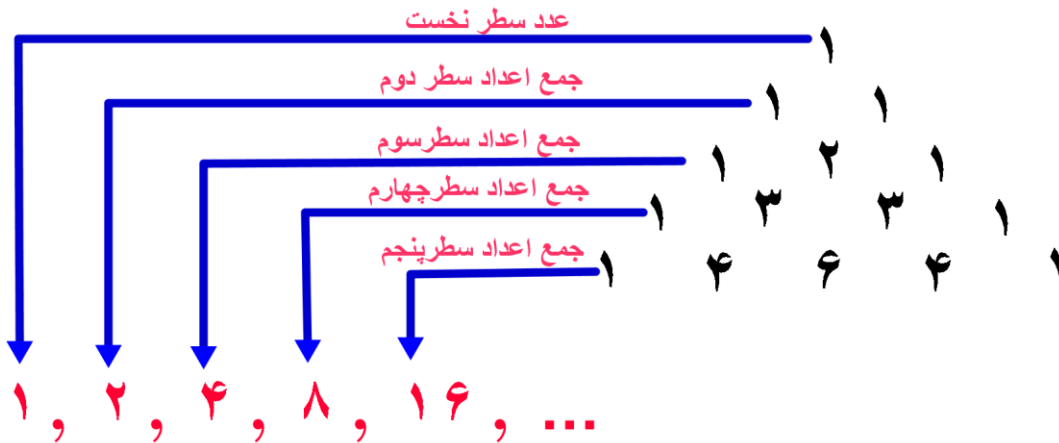 عدد سطر نخست
۱
جمع اعداد سطر دوم
۱ ۱
جمع اعداد سطرسوم
۱ ۲ ۱
جمع اعداد سطرچهارم
۱ ۳ ۳ ۱
جمع اعداد سطرپنجم
۱ ۴ ۶ ۴ ۱
۱ , ۲ , ۴ , ۸ , ۱۶ , ...